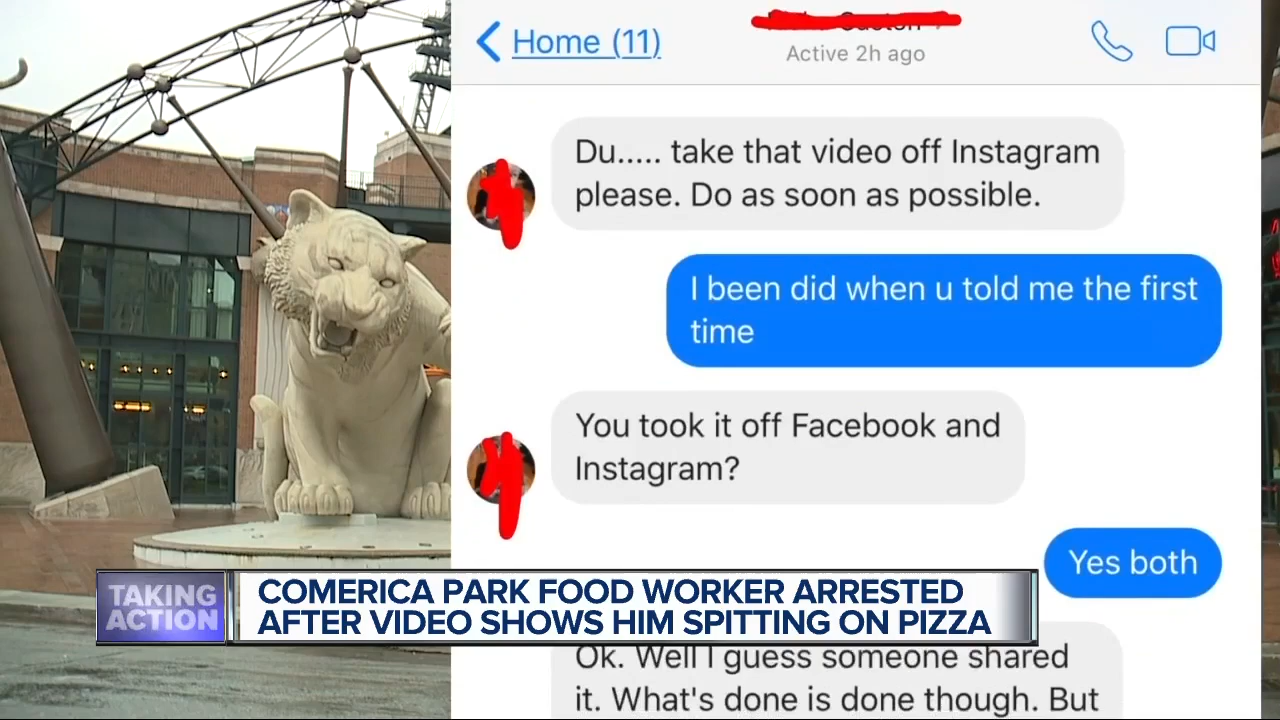 Home (11)
Active 2h ago
Du..... take that video off Instagram
please. Do as soon as possible.
I been did when u told me the first
time
You took it off Facebook and
Instagram?
Yes both
TAKING
ACTION
COMERICA PARK FOOD WORKER ARRESTED
AFTER VIDEO SHOWS HIM SPITTING ON PIZZA
Ok. Well I guess someone shared
it. What's done is done though. But